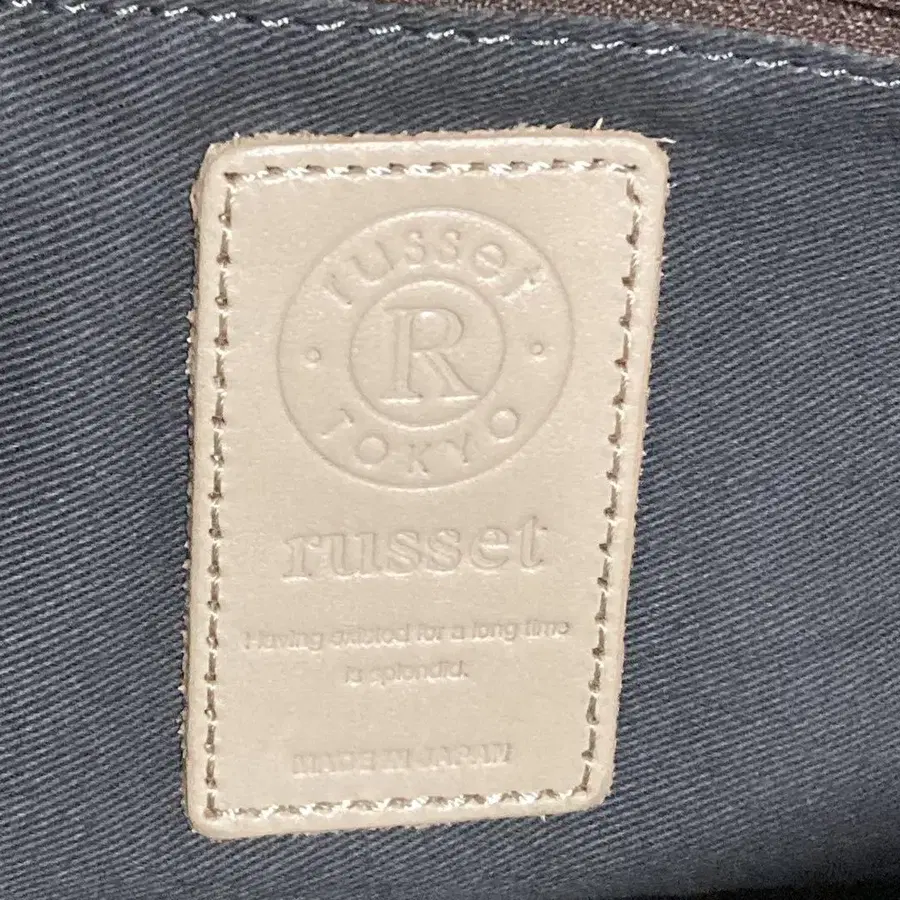 russet
R
TOKYO
russet
Having existed for a long time
is splendid.
MADE IN JAPAN